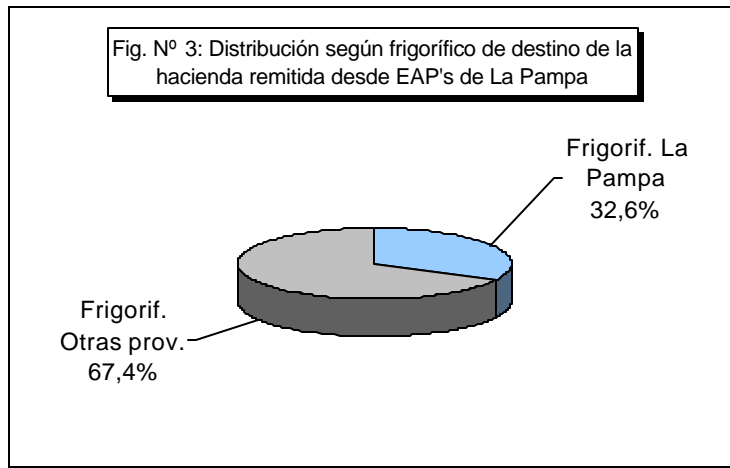 Fig. Nº 3: Distribución según frigorífico de destino de la
hacienda remitida desde EAP's de La Pampa
Frigorif. La
Pampa
32,6%
Frigorif.
Otras prov.
67,4%